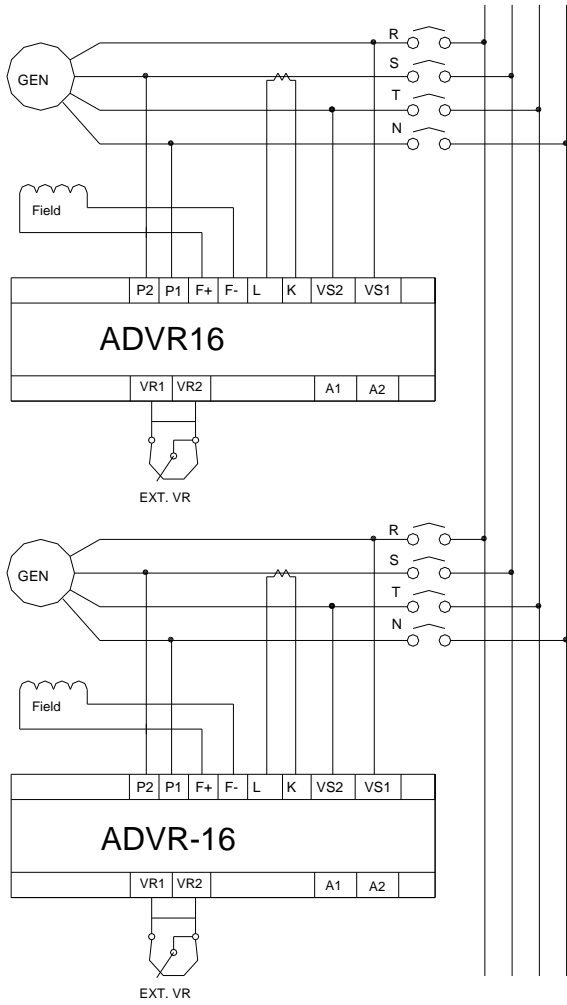 R
S
GEN
T
N
Field
P2 P1 F+ F- L K VS2 VS1
ADVR16
VR1 VR2 A1 A2
EXT. VR
R
S
GEN
T
N
Field
P2 P1 F+ F- L K VS2 VS1
ADVR-16
VR1 VR2 A1 A2
EXT. VR